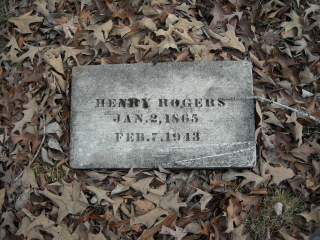 HENRY ROGERS
JAN. 2, 1865
FEB. 7, 1943